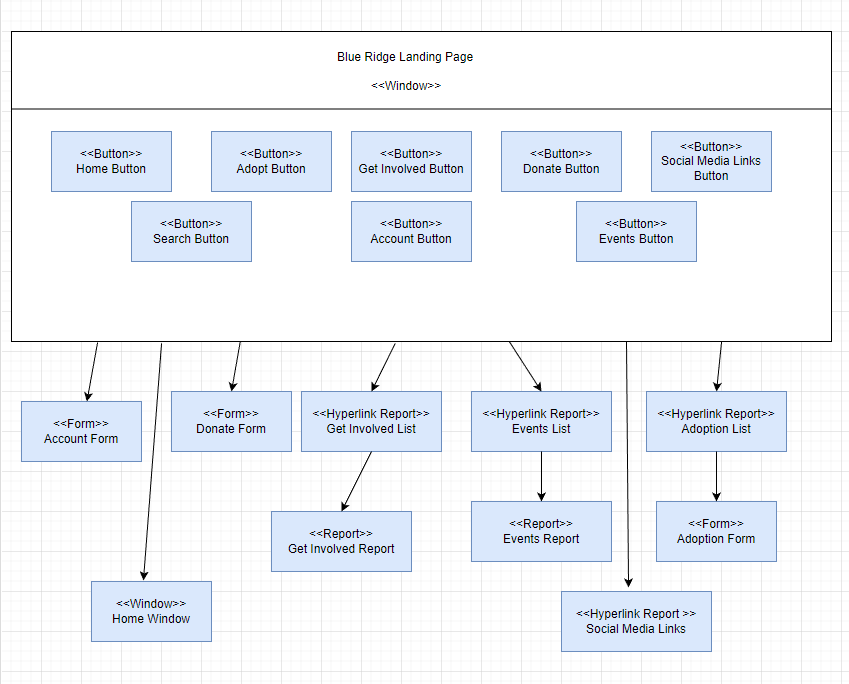 Blue Ridge Landing Page
<<Window>>
<<Button>>
Home Button
<<Button>>
Adopt Button
<<Button>>
Get Involved Button
<<Button>>
Donate Button
<<Button>>
Social Media Links
Button
<<Button>>
Search Button
<<Button>>
Account Button
<<Button>>
Events Button
<<Form>>
Account Form
<<Form>>
Donate Form
<<Hyperlink Report>>
Get Involved List
<<Hyperlink Report>>
Events List
<<Hyperlink Report>>
Adoption List
<<Report>>
Get Involved Report
<<Report>>
Events Report
<<Form>>
Adoption Form
<<Window>>
Home Window
<<Hyperlink Report >>
Social Media Links